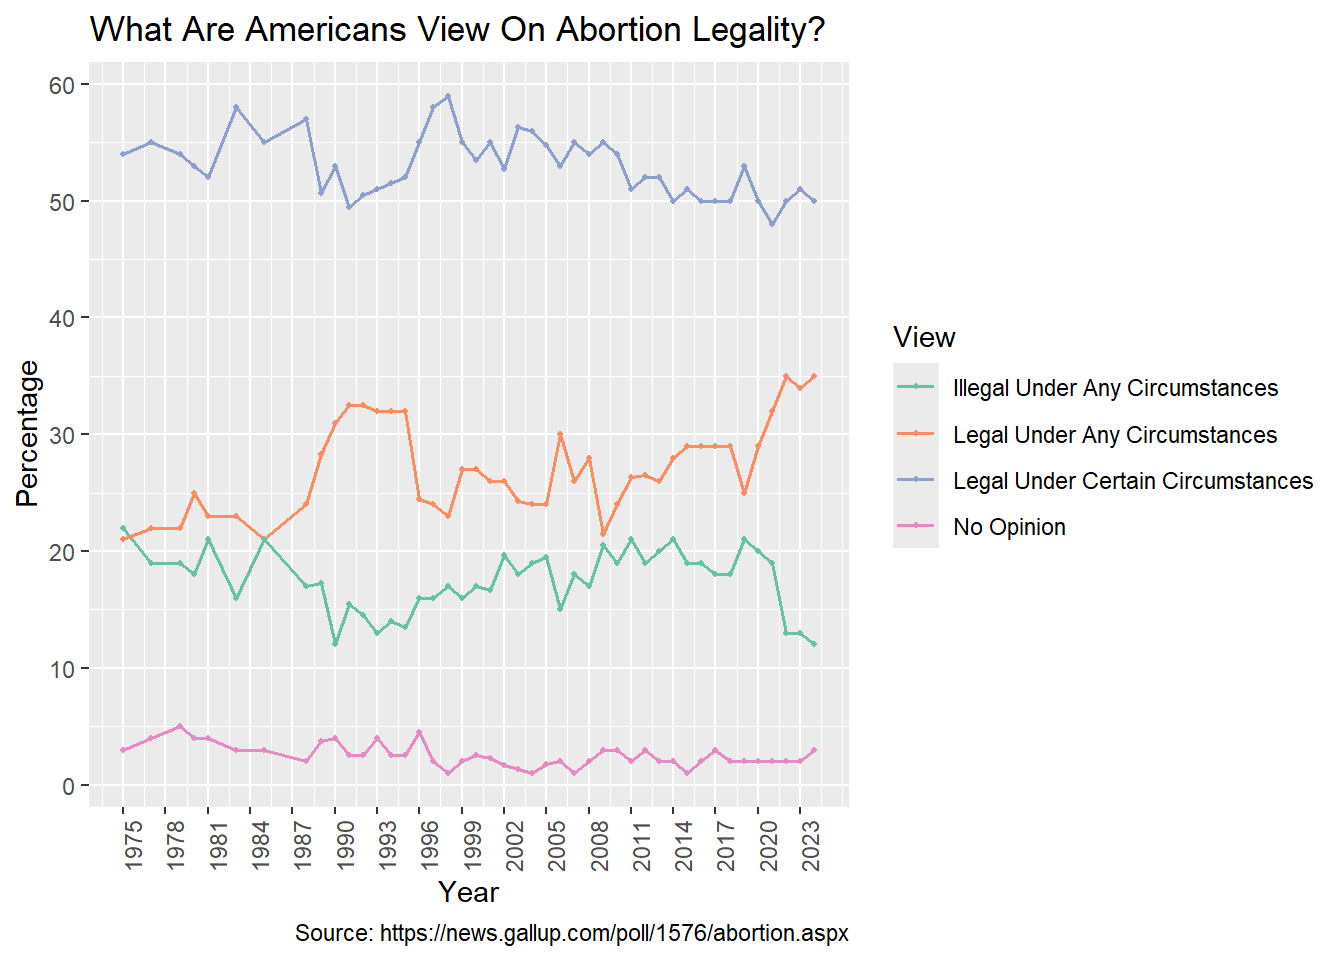 What Are Americans View On Abortion Legality?
60
50
40
30
20
10
0
Percentage
1975
1978
1981
1984
1987
1990
1993
1996
1999
2002
2005
2008
2011
2014
2017
2020
2023
Year
Source: https://news.gallup.com/poll/1576/abortion.aspx
View
Illegal Under Any Circumstances
Legal Under Any Circumstances
Legal Under Certain Circumstances
No Opinion